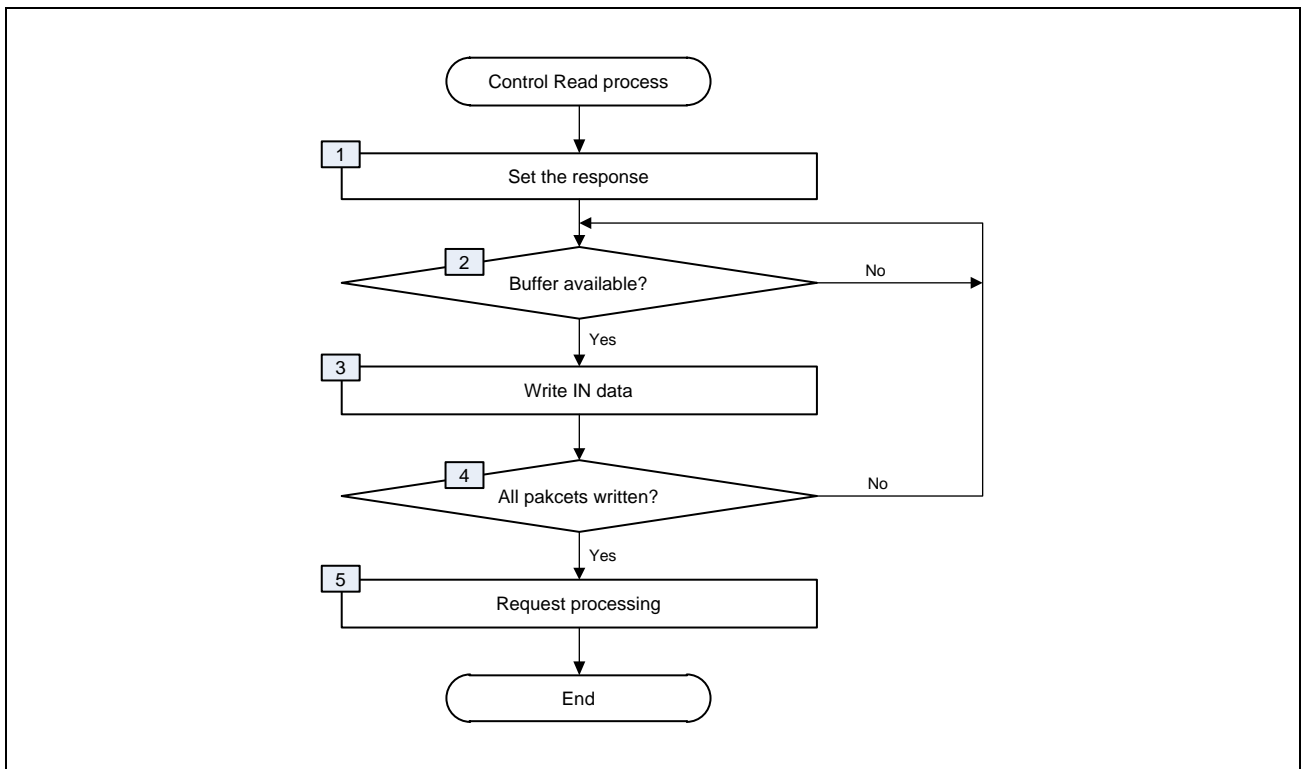 Control Read process
1
Set the response
2
Buffer available?
No
Yes
3
Write IN data
4
All pakcets written?
No
Yes
5
Request processing
End